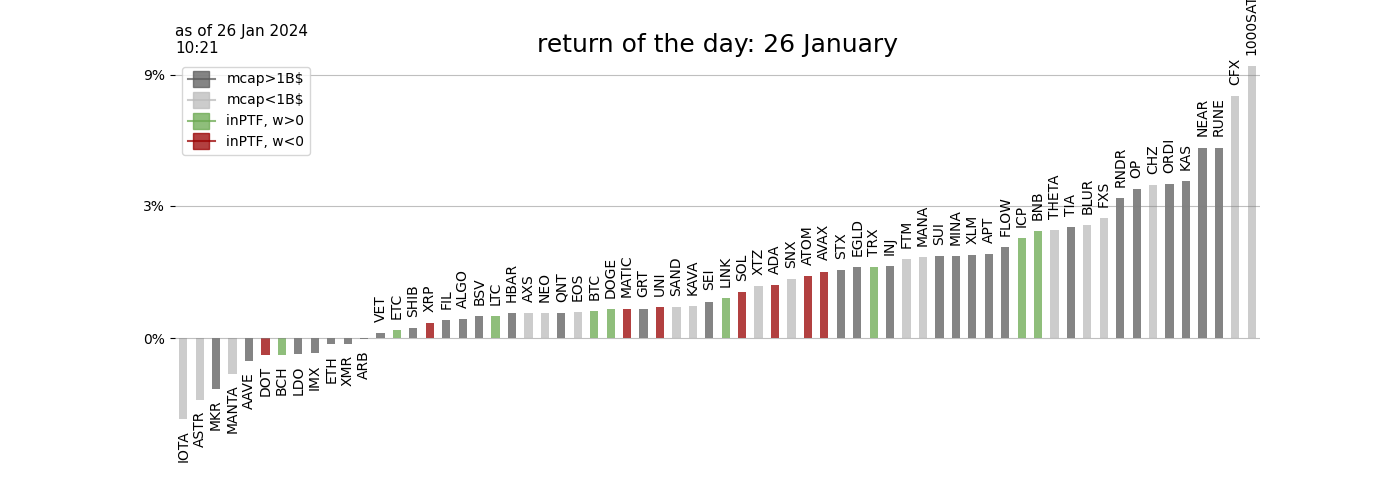 as of 26 Jan 2024
10:21
return of the day: 26 January
mcap>1B$
mcap<1B$
inPTF, w>0
inPTF, w<0
9%
3%
0%
IOTA
ASTR
MKR
MANTA
AAVE
DOT
BCH
LDO
IMX
ETH
XMR
ARB
VET
ETC
SHIB
XRP
FIL
ALGO
BSV
LTC
HBAR
AXS
NEO
QNT
EOS
BTC
DOGE
MATIC
GRT
UNI
SAND
KAVA
SEI
LINK
SOL
XTZ
ADA
SNX
ATOM
AVAX
STX
EGLD
TRX
INJ
FTM
MANA
SUI
MINA
XLM
APT
FLOW
ICP
BNB
THETA
TIA
BLUR
FXS
RNDR
OP
CHZ
ORDI
KAS
NEAR
RUNE
CFX
1000SAT